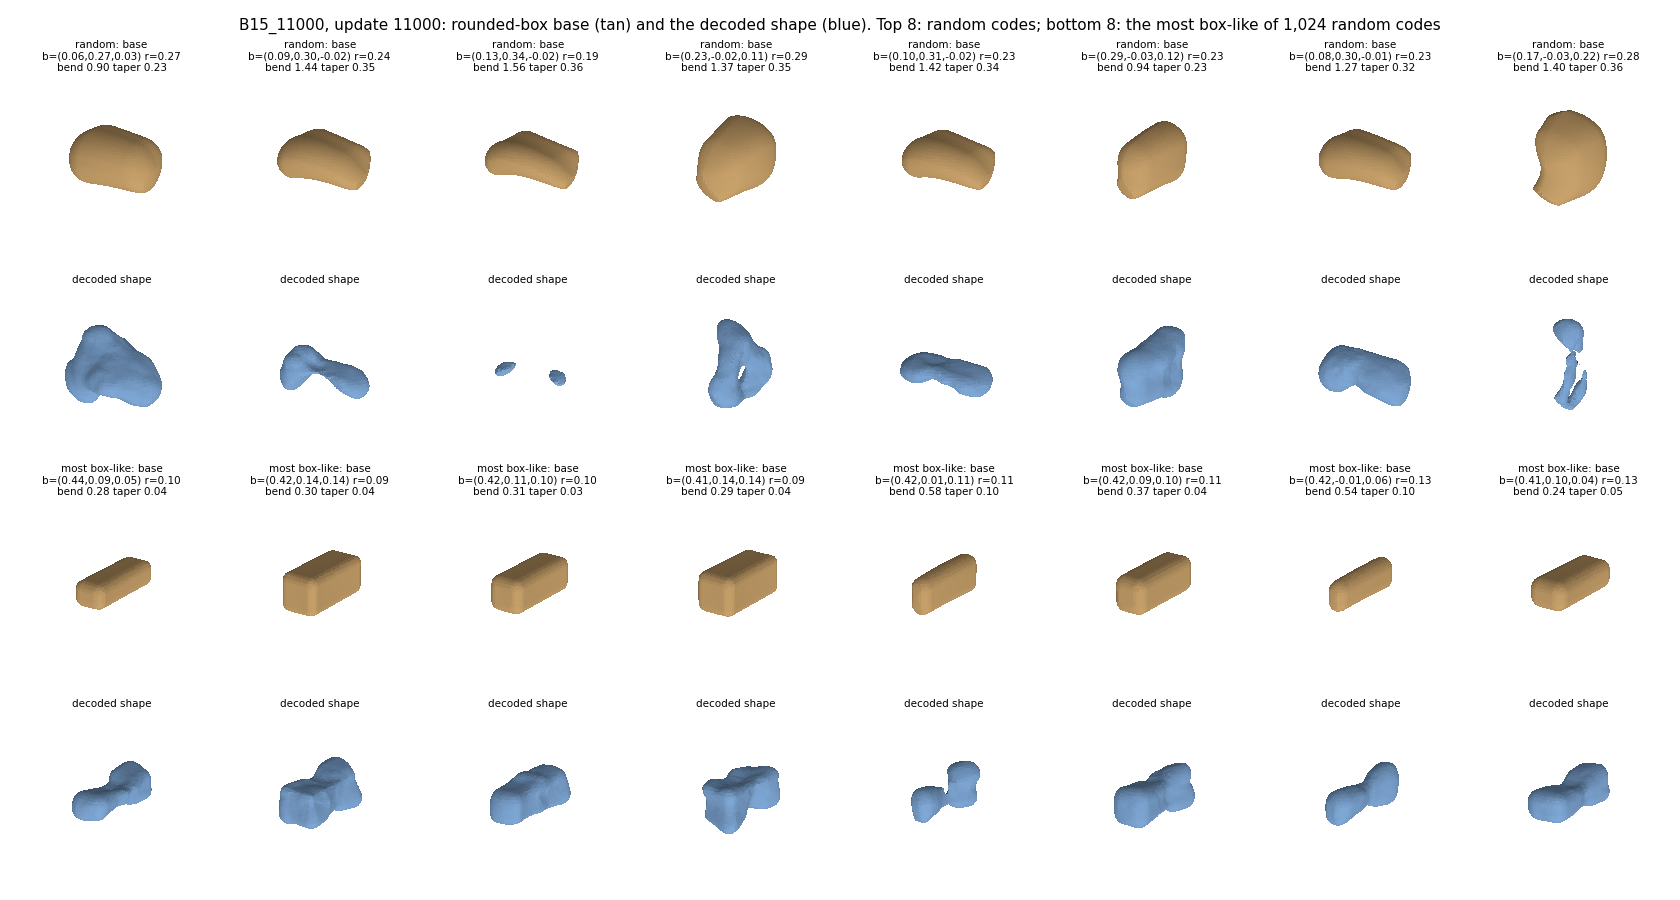 B15_11000, update 11000: rounded-box base (tan) and the decoded shape (blue). Top 8: random codes; bottom 8: the most box-like of 1,024 random codes
random: base
b=(0.06,0.27,0.03) r=0.27
bend 0.90 taper 0.23
random: base
b=(0.09,0.30,-0.02) r=0.24
bend 1.44 taper 0.35
random: base
b=(0.13,0.34,-0.02) r=0.19
bend 1.56 taper 0.36
random: base
b=(0.23,-0.02,0.11) r=0.29
bend 1.37 taper 0.35
random: base
b=(0.10,0.31,-0.02) r=0.23
bend 1.42 taper 0.34
random: base
b=(0.29,-0.03,0.12) r=0.23
bend 0.94 taper 0.23
random: base
b=(0.08,0.30,-0.01) r=0.23
bend 1.27 taper 0.32
random: base
b=(0.17,-0.03,0.22) r=0.28
bend 1.40 taper 0.36
decoded shape
decoded shape
decoded shape
decoded shape
decoded shape
decoded shape
decoded shape
decoded shape
most box-like: base
b=(0.44,0.09,0.05) r=0.10
bend 0.28 taper 0.04
most box-like: base
b=(0.42,0.14,0.14) r=0.09
bend 0.30 taper 0.04
most box-like: base
b=(0.42,0.11,0.10) r=0.10
bend 0.31 taper 0.03
most box-like: base
b=(0.41,0.14,0.14) r=0.09
bend 0.29 taper 0.04
most box-like: base
b=(0.42,0.01,0.11) r=0.11
bend 0.58 taper 0.10
most box-like: base
b=(0.42,0.09,0.10) r=0.11
bend 0.37 taper 0.04
most box-like: base
b=(0.42,-0.01,0.06) r=0.13
bend 0.54 taper 0.10
most box-like: base
b=(0.41,0.10,0.04) r=0.13
bend 0.24 taper 0.05
decoded shape
decoded shape
decoded shape
decoded shape
decoded shape
decoded shape
decoded shape
decoded shape